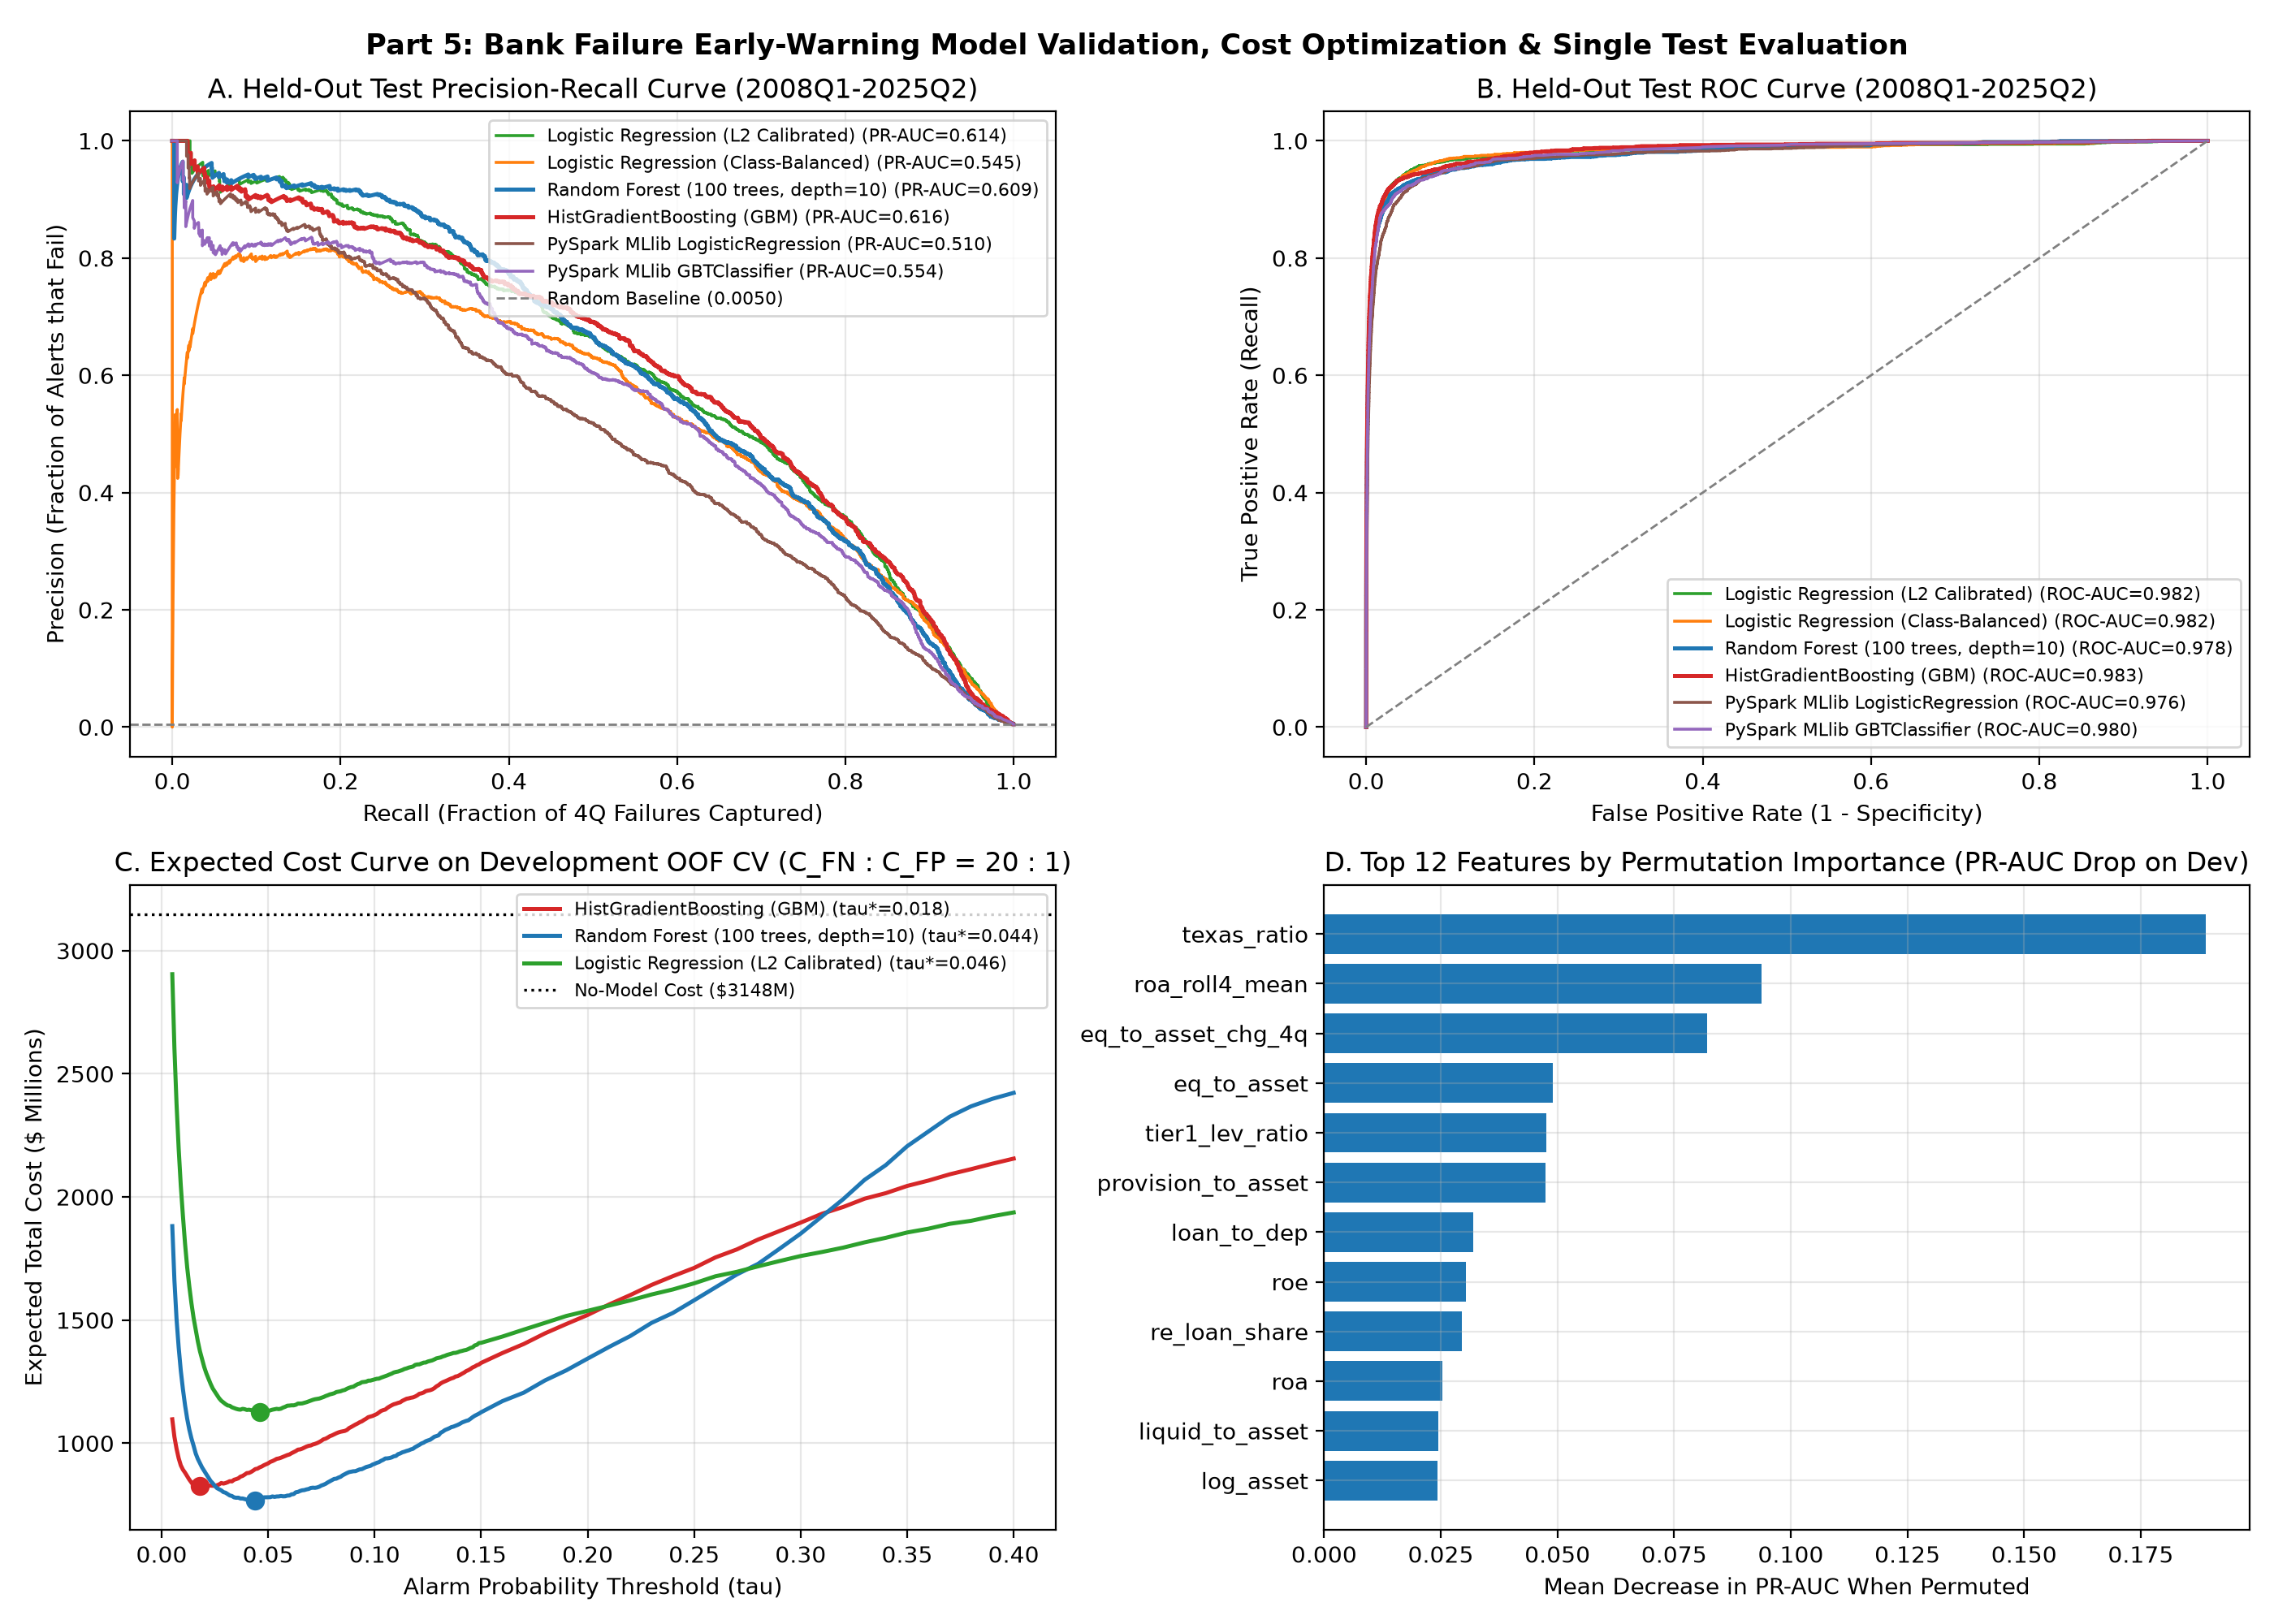 Part 5: Bank Failure Early-Warning Model Validation, Cost Optimization & Single Test Evaluation
A. Held-Out Test Precision-Recall Curve (2008Q1-2025Q2)
Precision (Fraction of Alerts that Fail)
1.0
0.8
0.6
0.4
0.2
0.0
Logistic Regression (L2 Calibrated) (PR-AUC=0.614)
Logistic Regression (Class-Balanced) (PR-AUC=0.545)
Random Forest (100 trees, depth=10) (PR-AUC=0.609)
HistGradientBoosting (GBM) (PR-AUC=0.616)
PySpark MLlib LogisticRegression (PR-AUC=0.510)
PySpark MLlib GBTClassifier (PR-AUC=0.554)
Random Baseline (0.0050)
0.0 0.2 0.4 0.6 0.8 1.0
Recall (Fraction of 4Q Failures Captured)
B. Held-Out Test ROC Curve (2008Q1-2025Q2)
True Positive Rate (Recall)
1.0
0.8
0.6
0.4
0.2
0.0
Logistic Regression (L2 Calibrated) (ROC-AUC=0.982)
Logistic Regression (Class-Balanced) (ROC-AUC=0.982)
Random Forest (100 trees, depth=10) (ROC-AUC=0.978)
HistGradientBoosting (GBM) (ROC-AUC=0.983)
PySpark MLlib LogisticRegression (ROC-AUC=0.976)
PySpark MLlib GBTClassifier (ROC-AUC=0.980)
0.0 0.2 0.4 0.6 0.8 1.0
False Positive Rate (1 - Specificity)
C. Expected Cost Curve on Development OOF CV (C_FN : C_FP = 20 : 1)
Expected Total Cost ($ Millions)
3000
2500
2000
1500
1000
HistGradientBoosting (GBM) (tau*=0.018)
Random Forest (100 trees, depth=10) (tau*=0.044)
Logistic Regression (L2 Calibrated) (tau*=0.046)
No-Model Cost ($3148M)
0.00 0.05 0.10 0.15 0.20 0.25 0.30 0.35 0.40
Alarm Probability Threshold (tau)
D. Top 12 Features by Permutation Importance (PR-AUC Drop on Dev)
texas_ratio
roa_roll4_mean
eq_to_asset_chg_4q
eq_to_asset
tier1_lev_ratio
provision_to_asset
loan_to_dep
roe
re_loan_share
roa
liquid_to_asset
log_asset
0.000 0.025 0.050 0.075 0.100 0.125 0.150 0.175
Mean Decrease in PR-AUC When Permuted